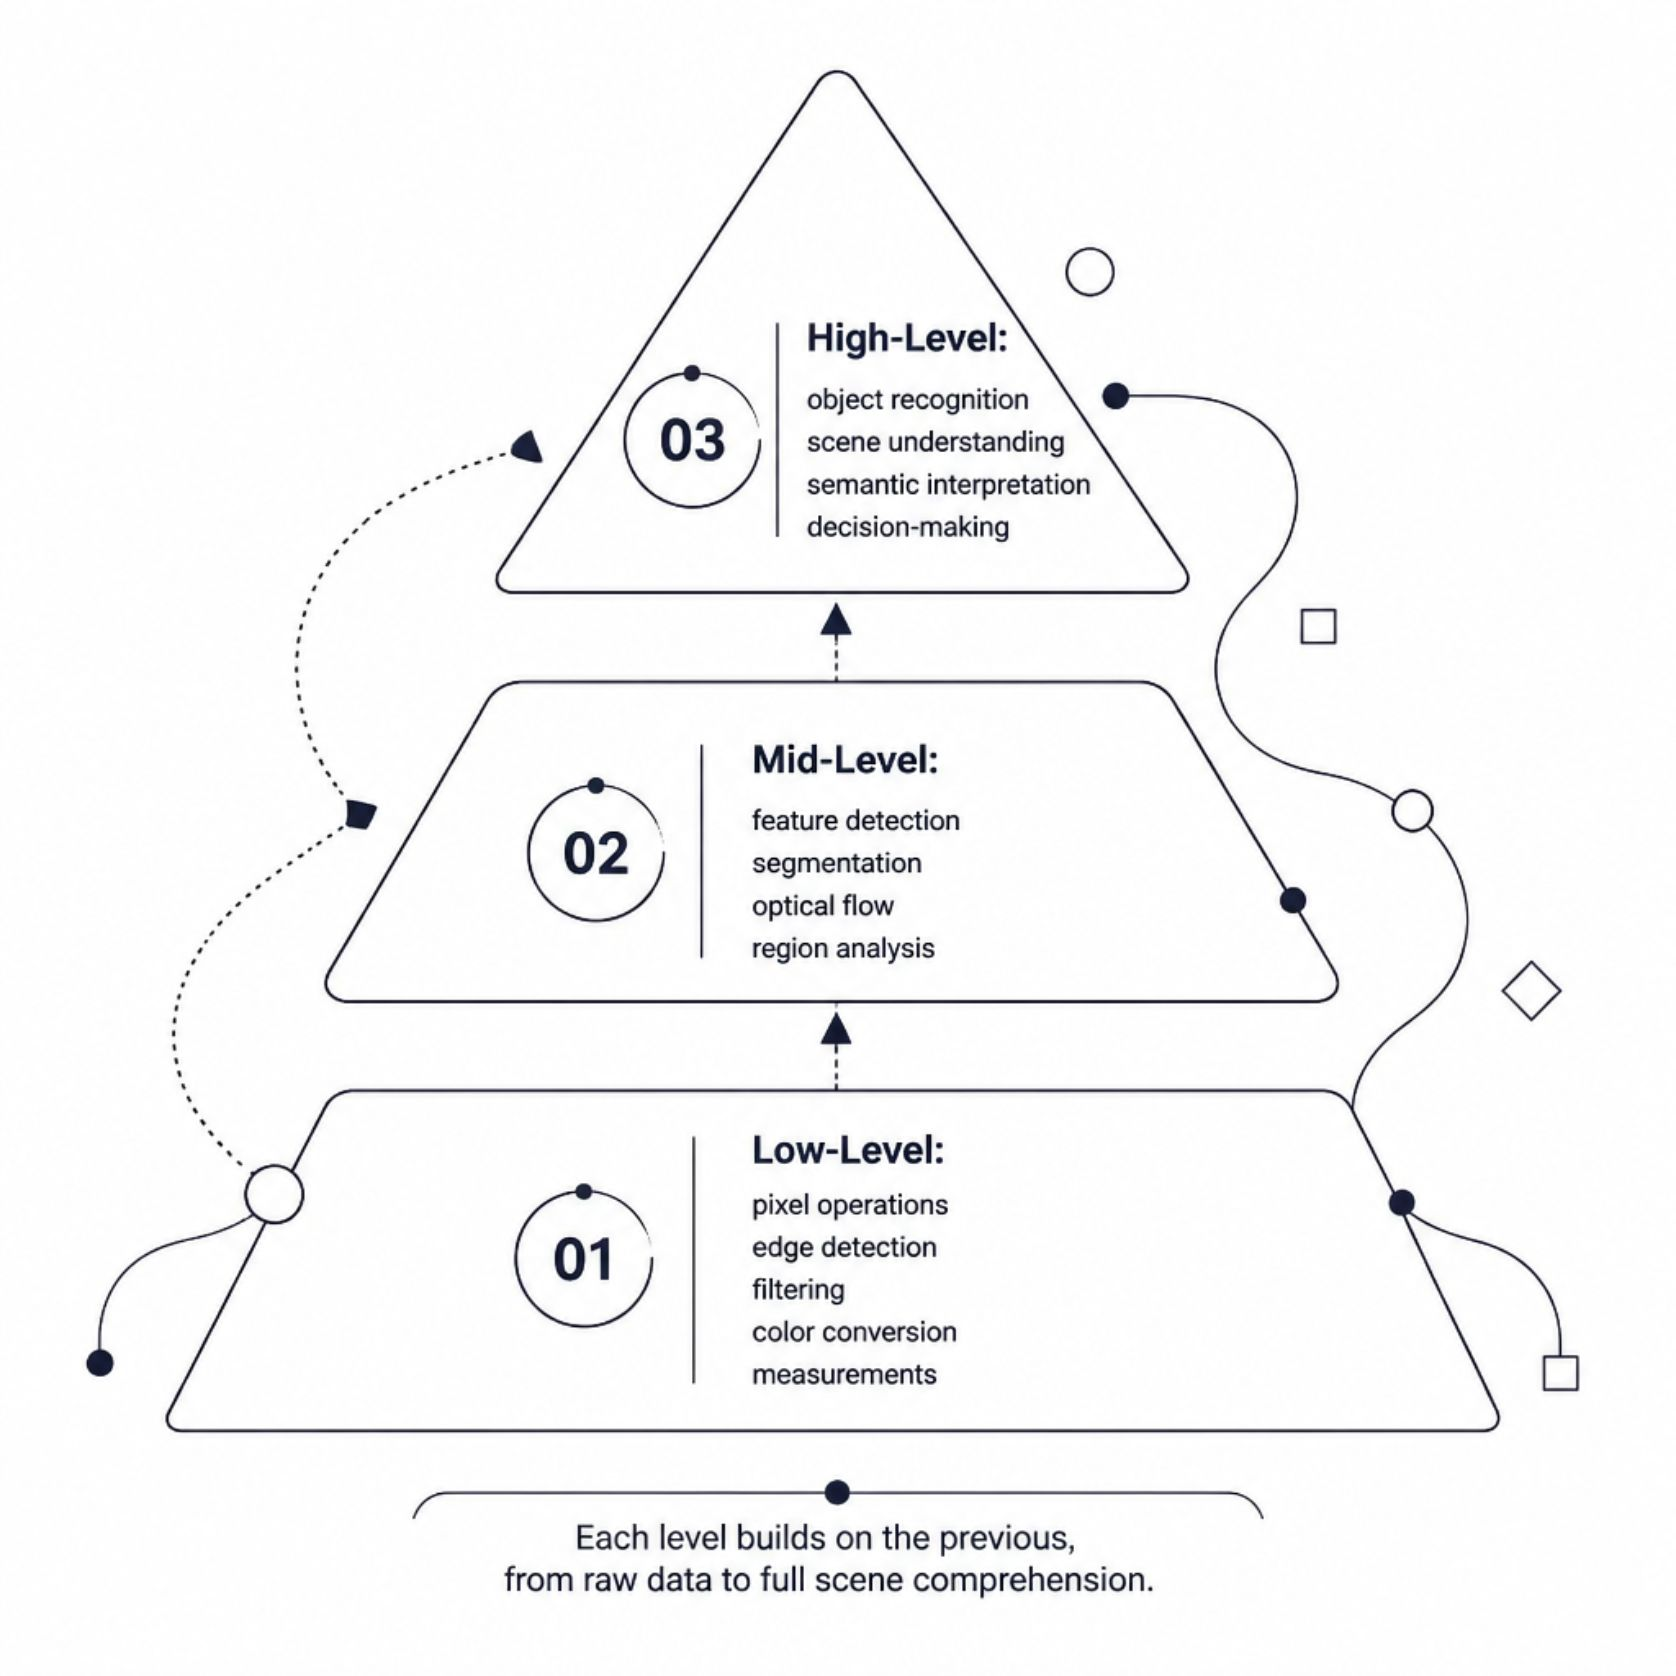 03
High-Level:
object recognition
scene understanding
semantic interpretation
decision-making
02
Mid-Level:
feature detection
segmentation
optical flow
region analysis
01
Low-Level:
pixel operations
edge detection
filtering
color conversion
measurements
Each level builds on the previous,
from raw data to full scene comprehension.